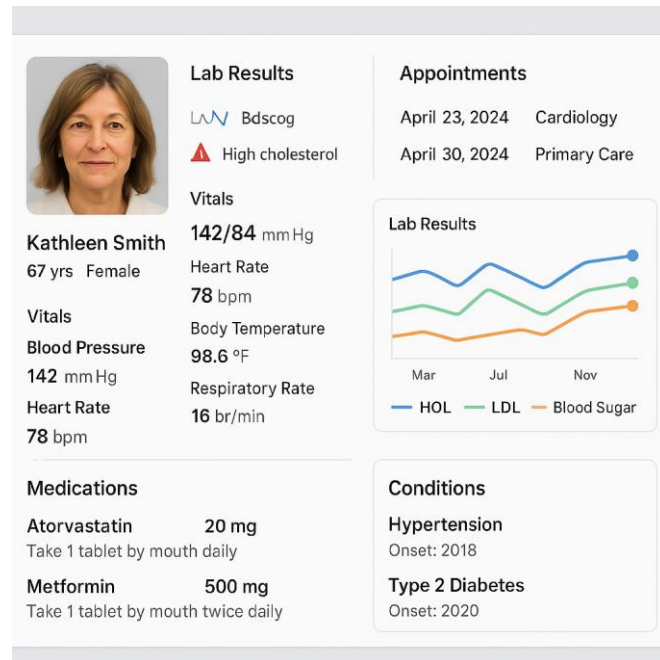 Kathleen Smith
67 yrs Female
Vitals
Blood Pressure
142 mm Hg
Heart Rate
78 bpm
Lab Results
Bdscog
High cholesterol
Vitals
142/84 mm Hg
Heart Rate
78 bpm
Body Temperature
98.6 °F
Respiratory Rate
16 br/min
Appointments
April 23, 2024 Cardiology
April 30, 2024 Primary Care
Lab Results
Mar Jul Nov
HOL LDL Blood Sugar
Medications
Atorvastatin 20 mg
Take 1 tablet by mouth daily
Metformin 500 mg
Take 1 tablet by mouth twice daily
Conditions
Hypertension
Onset: 2018
Type 2 Diabetes
Onset: 2020